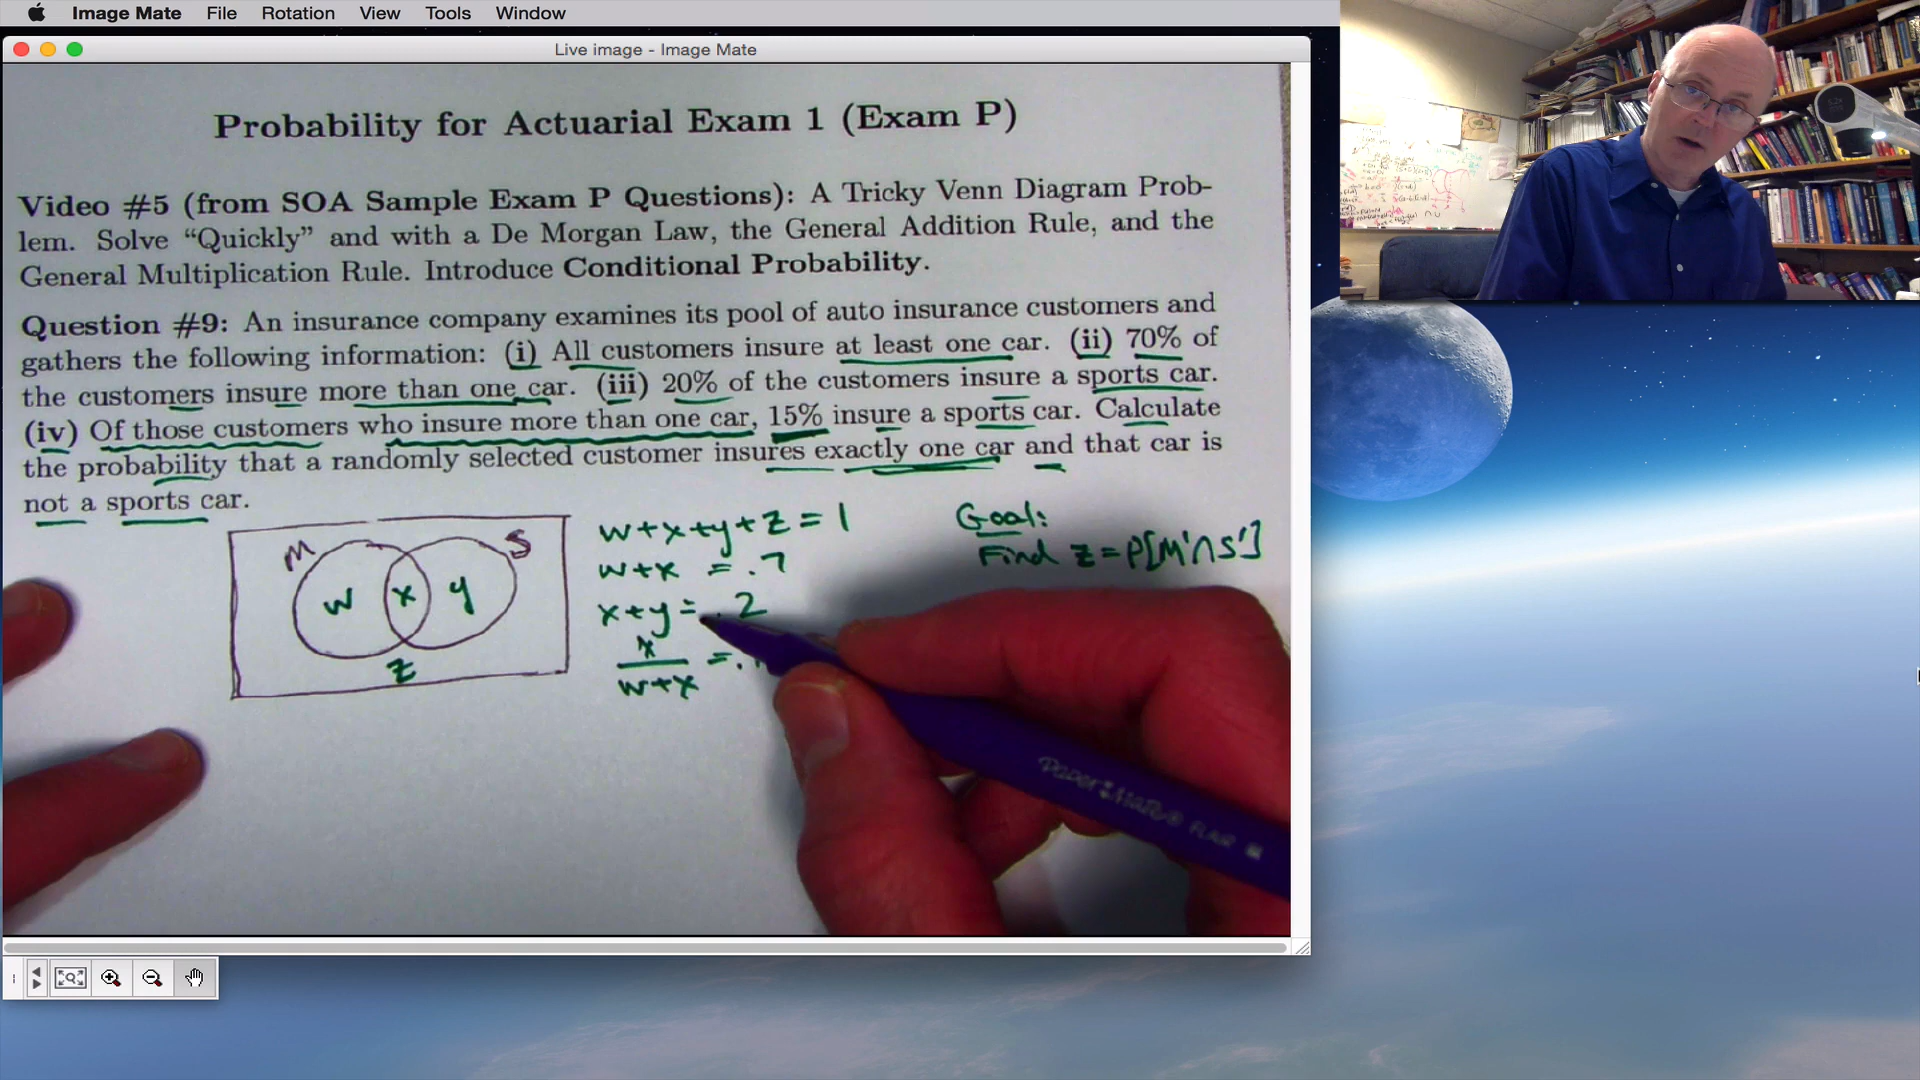 Image Mate File Rotation View Tools Window
Live image - Image Mate
Probability for Actuarial Exam 1 (Exam P)
Video #5 (from SOA Sample Exam P Questions): A Tricky Venn Diagram Prob-
lem. Solve “Quickly” and with a De Morgan Law, the General Addition Rule, and the
General Multiplication Rule. Introduce Conditional Probability.
Question #9: An insurance company examines its pool of auto insurance customers and
gathers the following information: (i) All customers insure at least one car. (ii) 70% of
the customers insure more than one car. (iii) 20% of the customers insure a sports car.
(iv) Of those customers who insure more than one car, 15% insure a sports car. Calculate
the probability that a randomly selected customer insures exactly one car and that car is
not a sports car.
M S
w x y
z
w+x+y+z = 1
w+x = .7
x+y = .2
x
w+x = .
Goal:
Find z = P[M'∩S']
PaperMate® FLAIR M